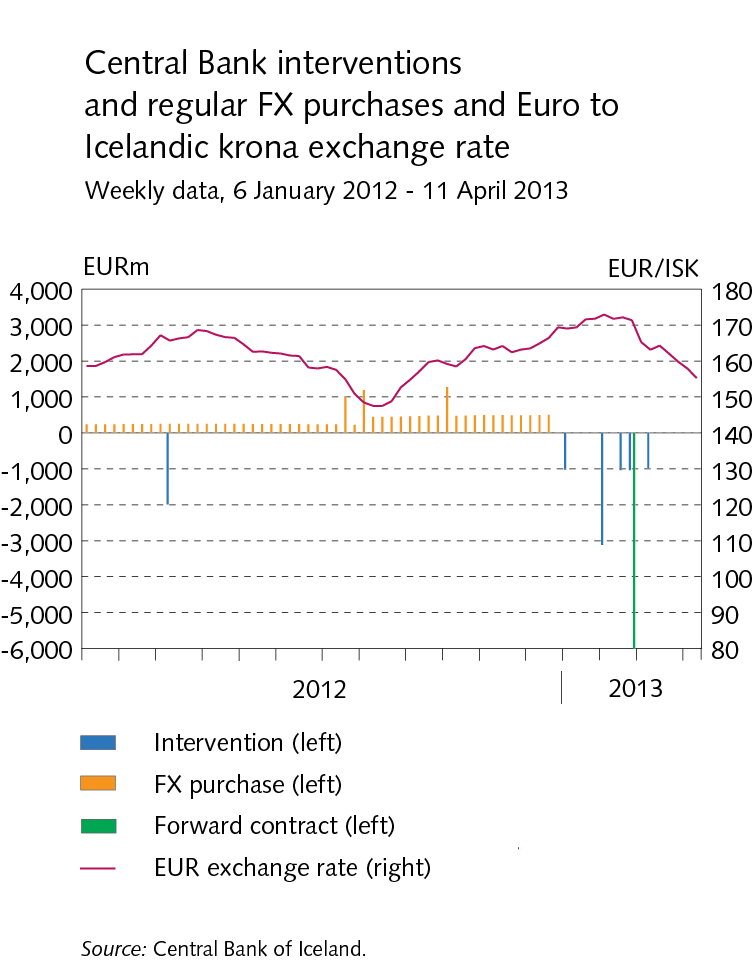 Central Bank interventions
and regular FX purchases and Euro to
Icelandic krona exchange rate
Weekly data, 6 January 2012 - 11 April 2013
EURm EUR/ISK
4,000 180
3,000 170
2,000 160
1,000 150
0 140
-1,000 130
-2,000 120
-3,000 110
-4,000 100
-5,000 90
-6,000 80
2012 2013
Intervention (left)
FX purchase (left)
Forward contract (left)
EUR exchange rate (right)
Source: Central Bank of Iceland.